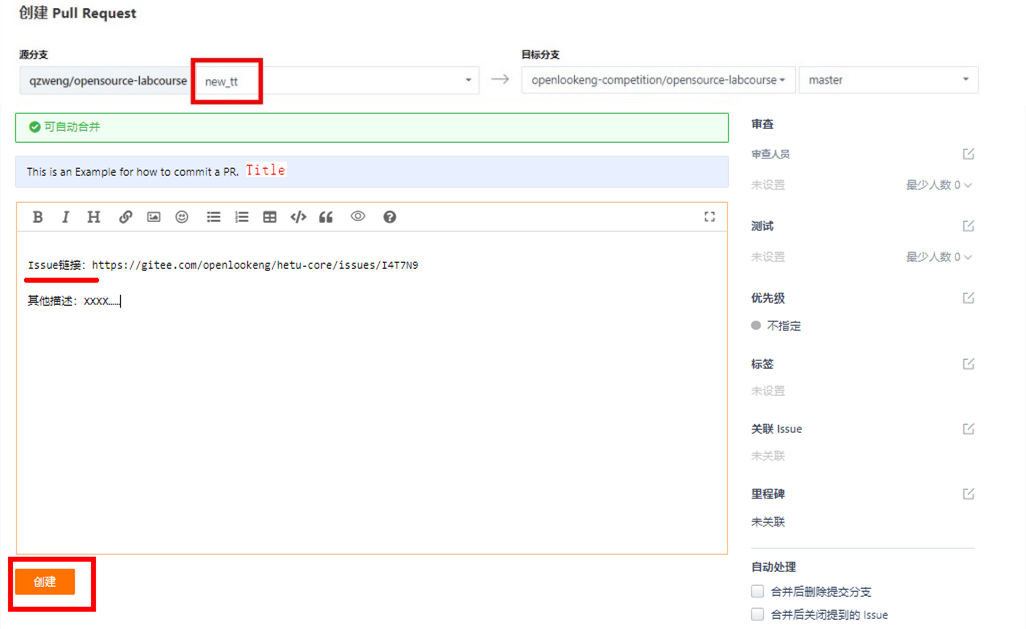 创建 Pull Request
源分支
目标分支
qzweng/opensource-labcourse new_tt
openlookeng-competition/opensource-labcourse master
可自动合并
This is an Example for how to commit a PR. Title
Issue链接：https://gitee.com/openlookeng/hetu-core/issues/I4T7N9
其他描述：XXXX.....
创建
审查
审查人员
未设置 最少人数 0
测试
未设置 最少人数 0
优先级
不指定
标签
未设置
关联 Issue
未关联
里程碑
未关联
自动处理
合并后删除提交分支
合并后关闭提到的 Issue